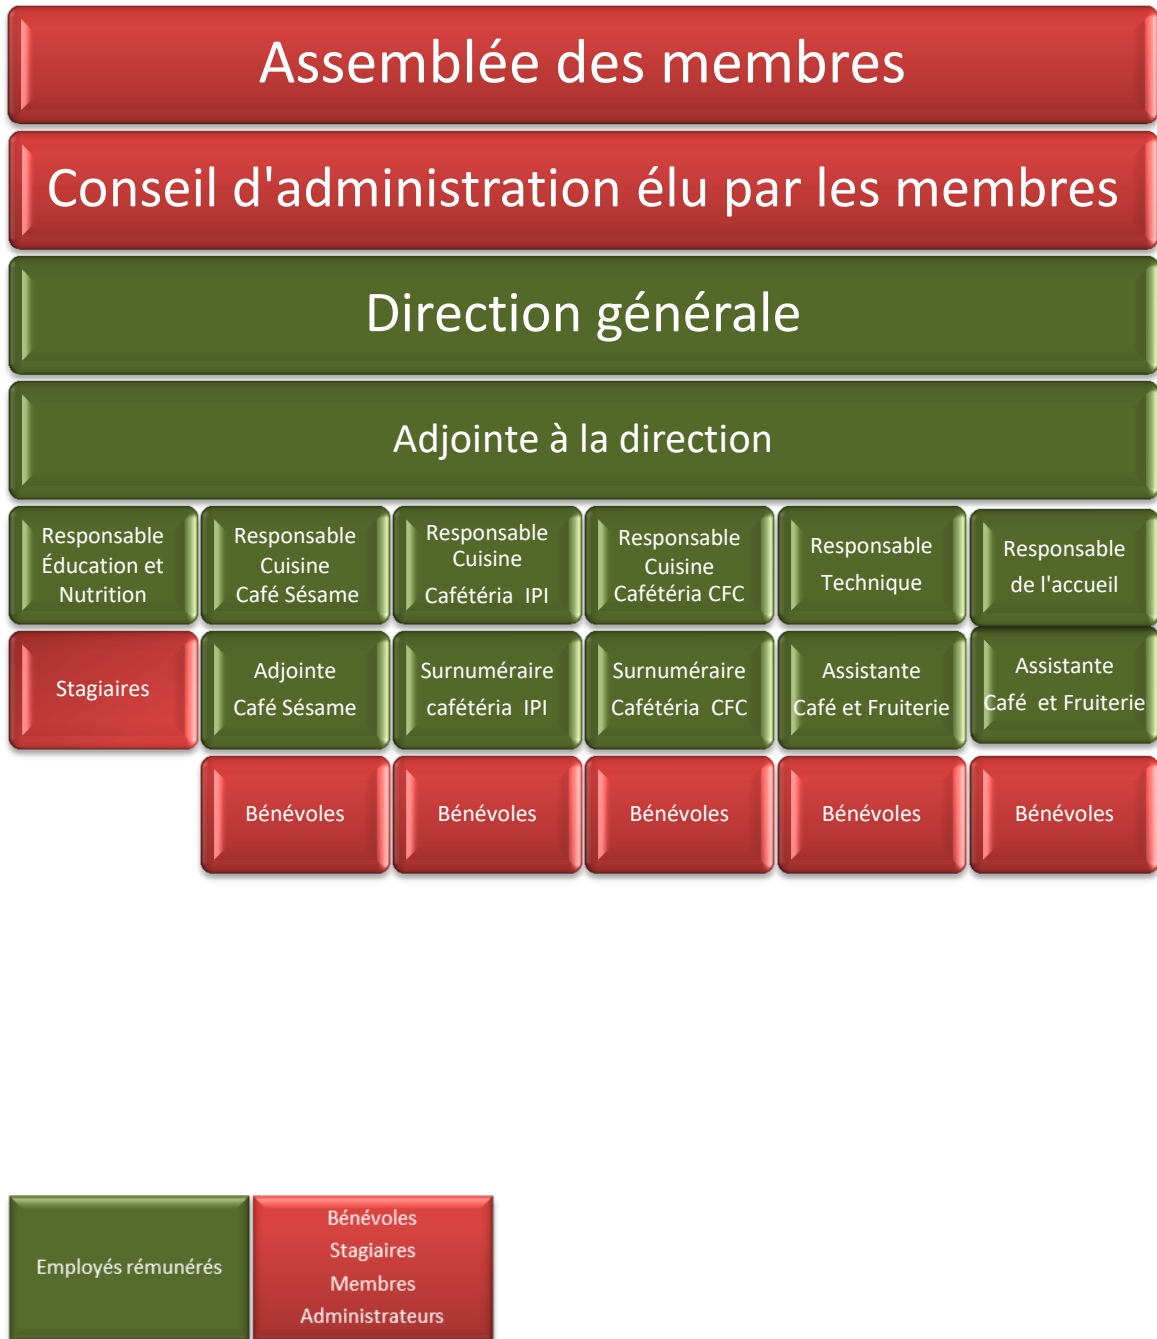 Assemblée des membres
Conseil d'administration élu par les membres
Direction générale
Adjointe à la direction
Responsable
Éducation et
Nutrition
Responsable
Cuisine
Café Sésame
Responsable
Cuisine
Cafétéria IPI
Responsable
Cuisine
Cafétéria CFC
Responsable
Technique
Responsable
de l'accueil
Stagiaires
Adjointe
Café Sésame
Surnuméraire
cafétéria IPI
Surnuméraire
Cafétéria CFC
Assistante
Café et Fruiterie
Assistante
Café et Fruiterie
Bénévoles
Bénévoles
Bénévoles
Bénévoles
Bénévoles
Employés rémunérés
Bénévoles
Stagiaires
Membres
Administrateurs